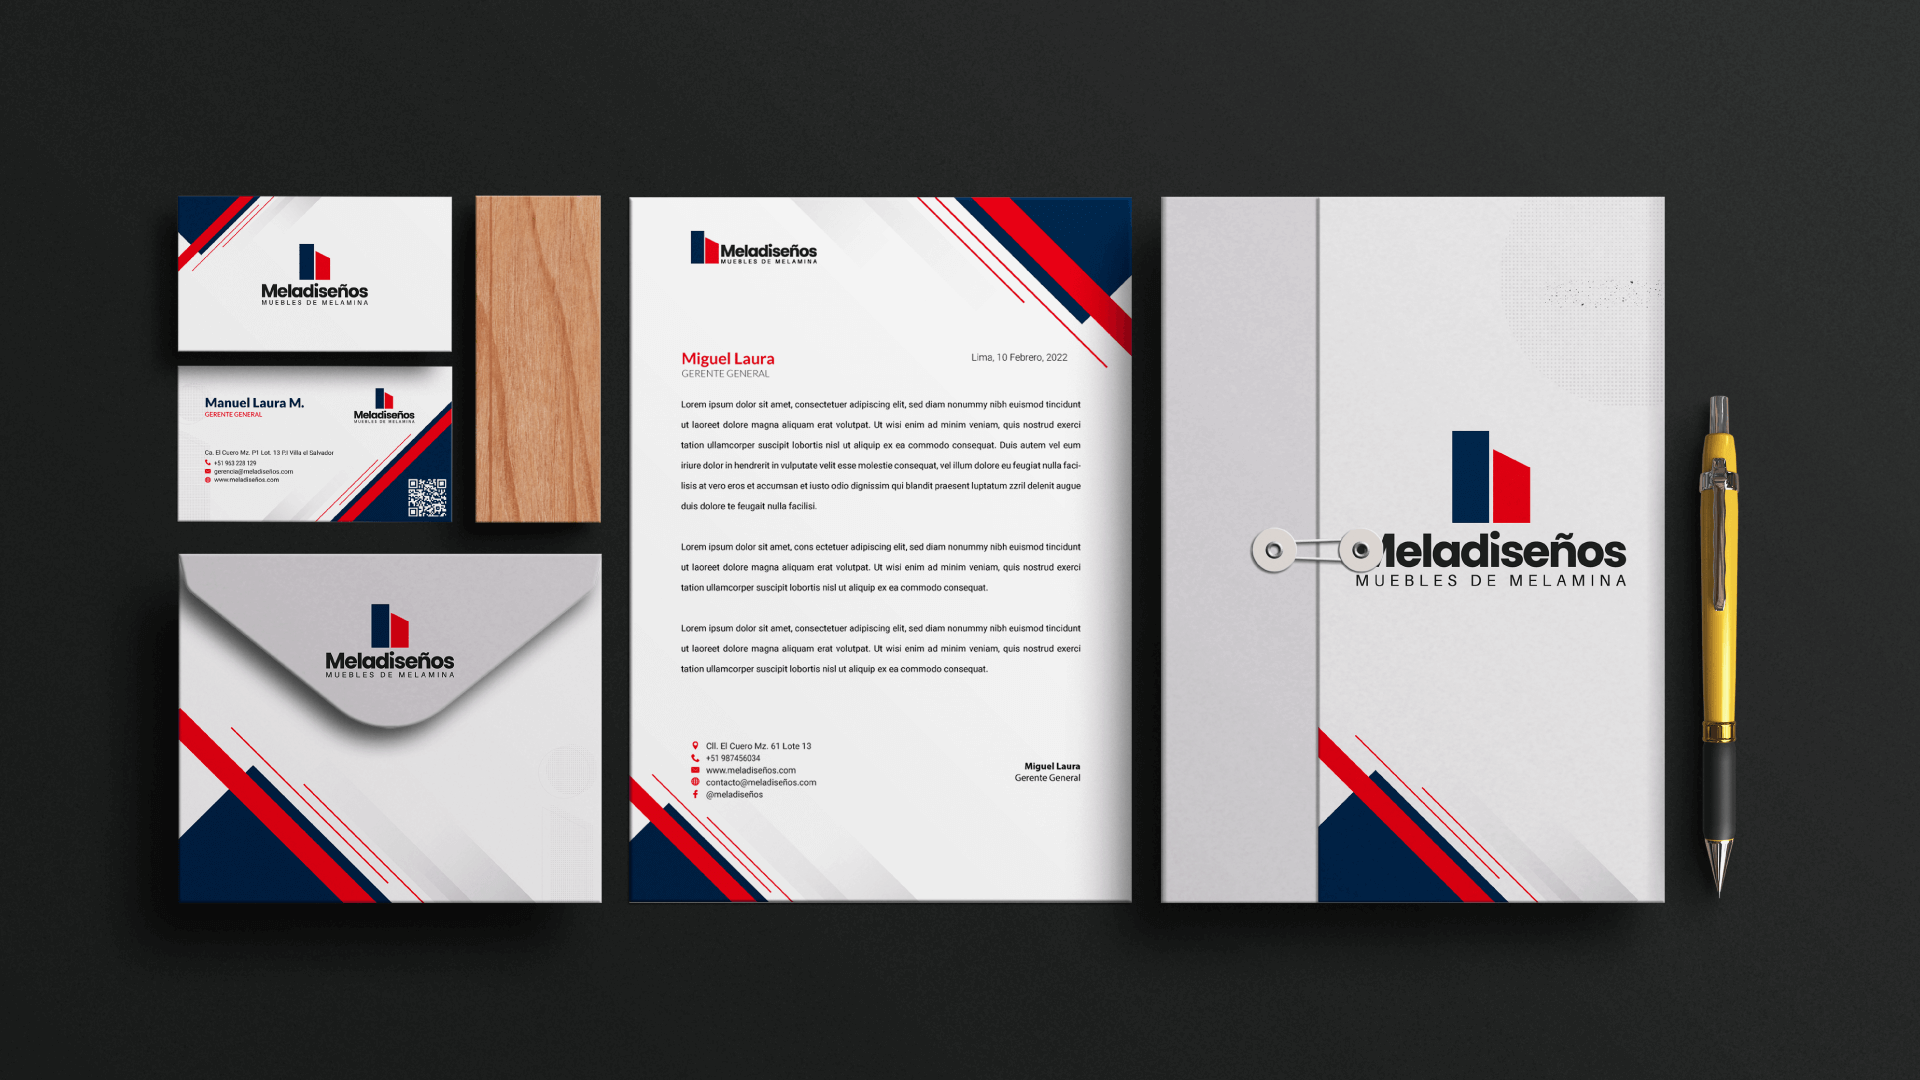 Meladiseños
MUEBLES DE MELAMINA
Manuel Laura M.
GERENTE GENERAL
Meladiseños
MUEBLES DE MELAMINA
Ca. El Cuero Mz. P1 Lot. 13 P.I Villa el Salvador
+51 953 228 129
gerencia@meladiseños.com
www.meladiseños.com
Meladiseños
MUEBLES DE MELAMINA
Meladiseños
MUEBLES DE MELAMINA
Miguel Laura
GERENTE GENERAL
Lima, 10 Febrero, 2022
Lorem ipsum dolor sit amet, consectetuer adipiscing elit, sed diam nonummy nibh euismod tincidunt
ut laoreet dolore magna aliquam erat volutpat. Ut wisi enim ad minim veniam, quis nostrud exerci
tation ullamcorper suscipit lobortis nisl ut aliquip ex ea commodo consequat. Duis autem vel eum
iriure dolor in hendrerit in vulputate velit esse molestie consequat, vel illum dolore eu feugiat nulla faci-
lisis at vero eros et accumsan et iusto odio dignissim qui blandit praesent luptatum zzril delenit augue
duis dolore te feugait nulla facilisi.
Lorem ipsum dolor sit amet, cons ectetuer adipiscing elit, sed diam nonummy nibh euismod tincidunt
ut laoreet dolore magna aliquam erat volutpat. Ut wisi enim ad minim veniam, quis nostrud exerci
tation ullamcorper suscipit lobortis nisl ut aliquip ex ea commodo consequat.
Lorem ipsum dolor sit amet, consectetuer adipiscing elit, sed diam nonummy nibh euismod tincidunt
ut laoreet dolore magna aliquam erat volutpat. Ut wisi enim ad minim veniam, quis nostrud exerci
tation ullamcorper suscipit lobortis nisl ut aliquip ex ea commodo consequat.
Cll. El Cuero Mz. 61 Lote 13
+51 987456034
www.meladiseños.com
contacto@meladiseños.com
@meladiseños
Miguel Laura
Gerente General
Meladiseños
MUEBLES DE MELAMINA